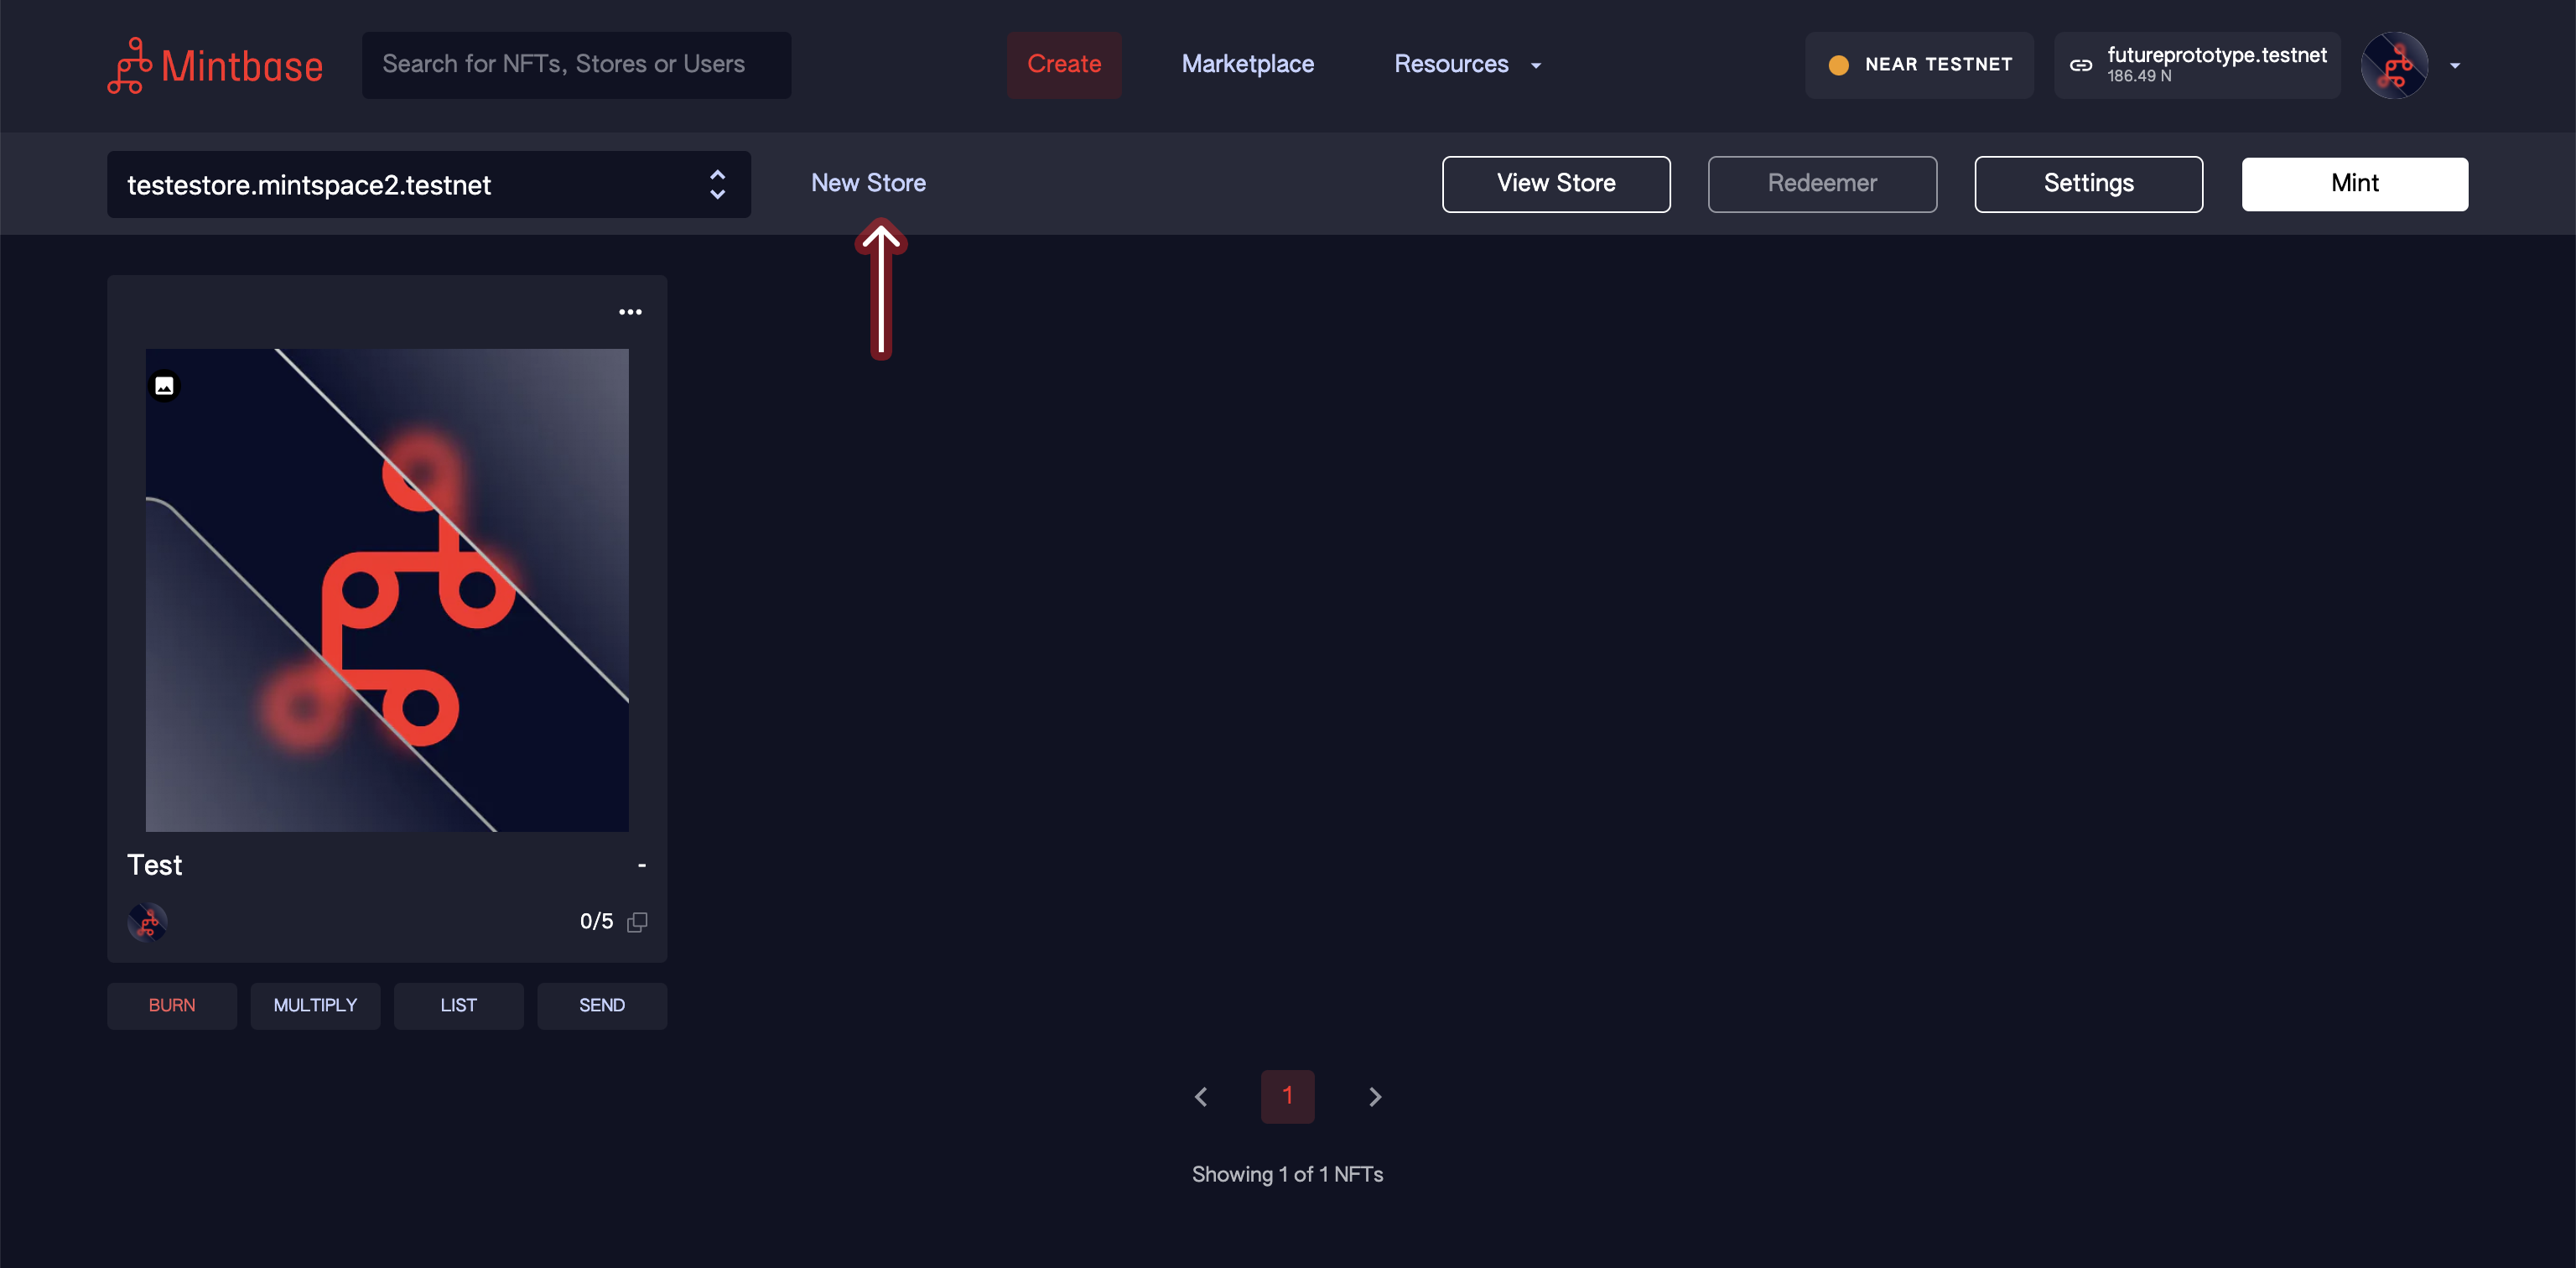 Mintbase
Search for NFTs, Stores or Users
Create
Marketplace
Resources
NEAR TESTNET
futureprototype.testnet
186.49 N
testestore.mintspace2.testnet
New Store
View Store
Redeemer
Settings
Mint
Test
-
0/5
BURN
MULTIPLY
LIST
SEND
1
Showing 1 of 1 NFTs